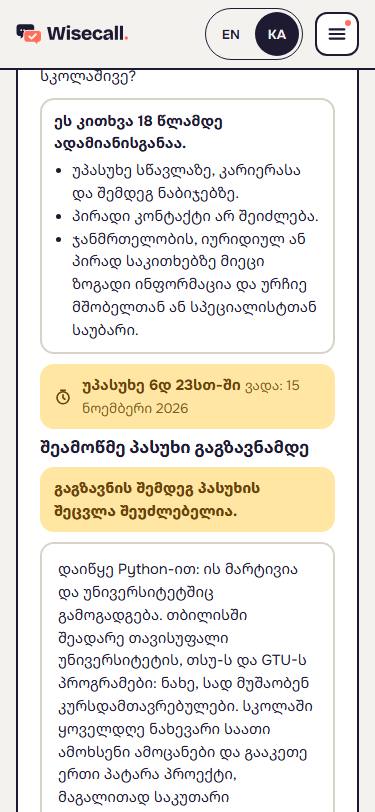 Wisecall.
EN
KA
სკოლაშივე?
ეს კითხვა 18 წლამდე
ადამიანისგანაა.
• უპასუხე სწავლაზე, კარიერასა
და შემდეგ ნაბიჯებზე.
• პირადი კონტაქტი არ შეიძლება.
• ჯანმრთელობის, იურიდიულ ან
პირად საკითხებზე მიეცი
ზოგადი ინფორმაცია და ურჩიე
მშობელთან ან სპეციალისტთან
საუბარი.
უპასუხე 6დ 23სთ-ში ვადა: 15
ნოემბერი 2026
შეამოწმე პასუხი გაგზავნამდე
გაგზავნის შემდეგ პასუხის
შეცვლა შეუძლებელია.
დაიწყე Python-ით: ის მარტივია
და უნივერსიტეტშიც
გამოგადგება. თბილისში
შეადარე თავისუფალი
უნივერსიტეტის, თსუ-ს და GTU-ს
პროგრამები: ნახე, სად მუშაობენ
კურსდამთავრებულები. სკოლაში
ყოველდღე ნახევარი საათი
ამოხსენი ამოცანები და გააკეთე
ერთი პატარა პროექტი,
მაგალითად საკუთარი